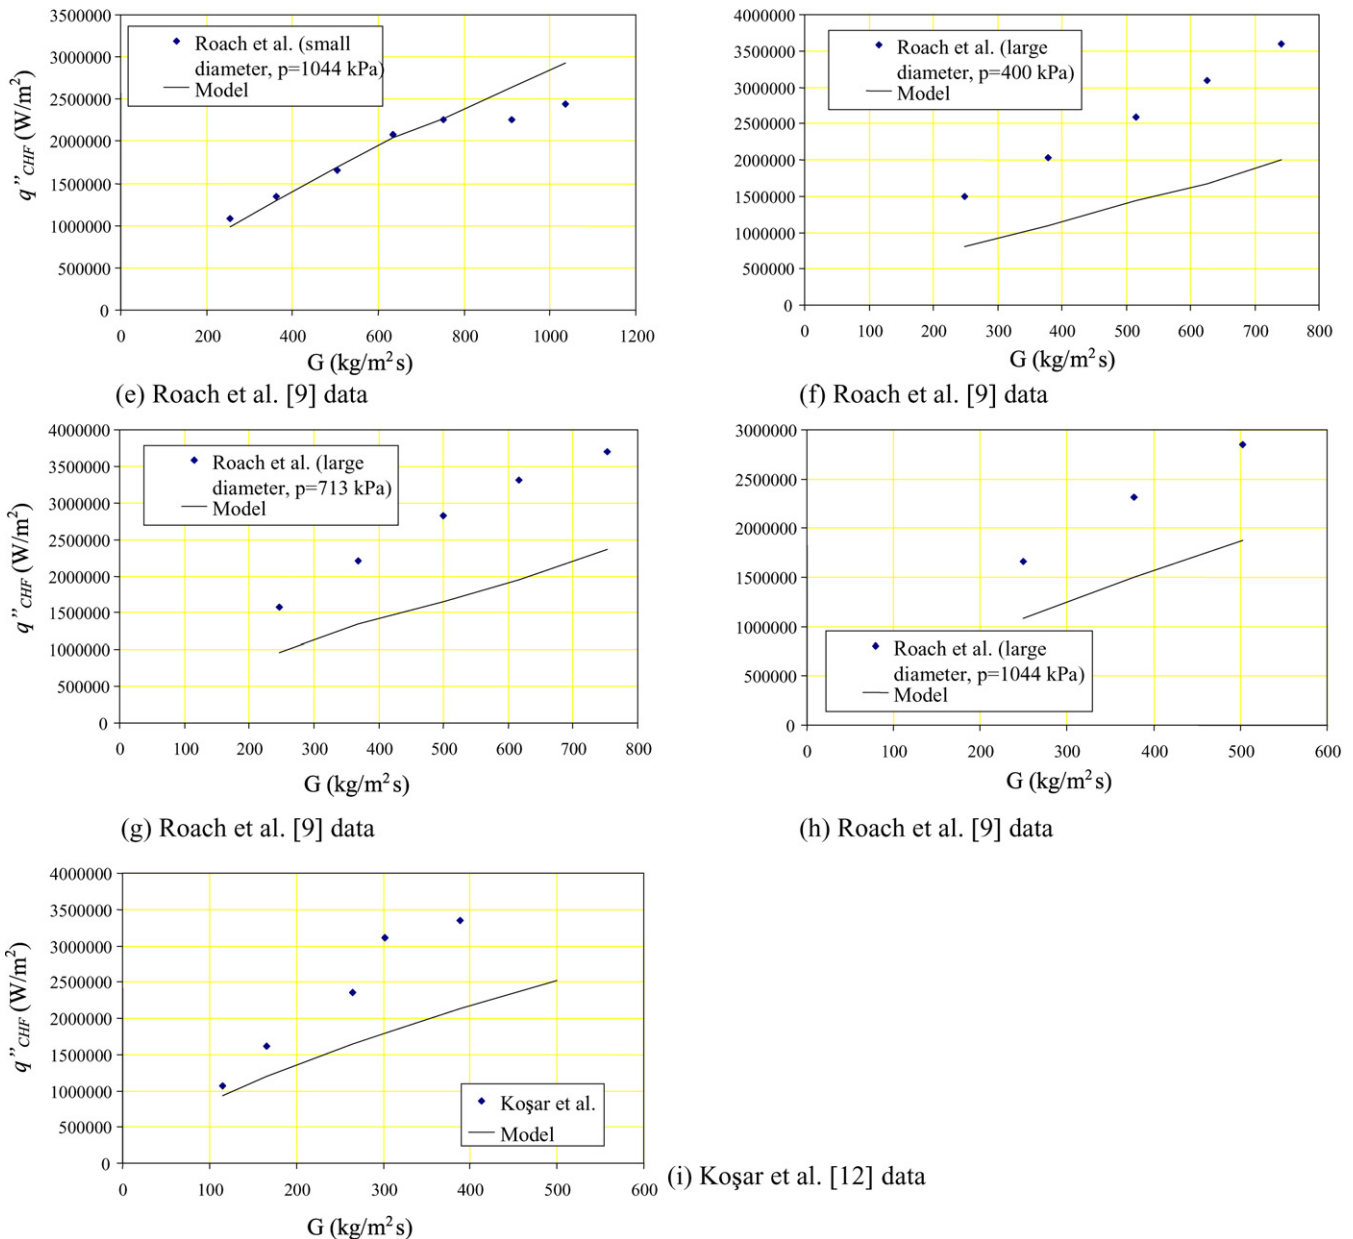 3500000
3000000
2500000
2000000
1500000
1000000
500000
0
q"CHF (W/m²)
Roach et al. (small
diameter, p=1044 kPa)
Model
0 200 400 600 800 1000 1200
G (kg/m²s)
(e) Roach et al. [9] data
4000000
3500000
3000000
2500000
2000000
1500000
1000000
500000
0
Roach et al. (large
diameter, p=400 kPa)
Model
0 100 200 300 400 500 600 700 800
G (kg/m²s)
(f) Roach et al. [9] data
4000000
3500000
3000000
2500000
2000000
1500000
1000000
500000
0
q"CHF (W/m²)
Roach et al. (large
diameter, p=713 kPa)
Model
0 100 200 300 400 500 600 700 800
G (kg/m²s)
(g) Roach et al. [9] data
3000000
2500000
2000000
1500000
1000000
500000
0
Roach et al. (large
diameter, p=1044 kPa)
Model
0 100 200 300 400 500 600
G (kg/m²s)
(h) Roach et al. [9] data
4000000
3500000
3000000
2500000
2000000
1500000
1000000
500000
0
q"CHF (W/m²)
Koşar et al.
Model
0 100 200 300 400 500 600
G (kg/m²s)
(i) Koşar et al. [12] data